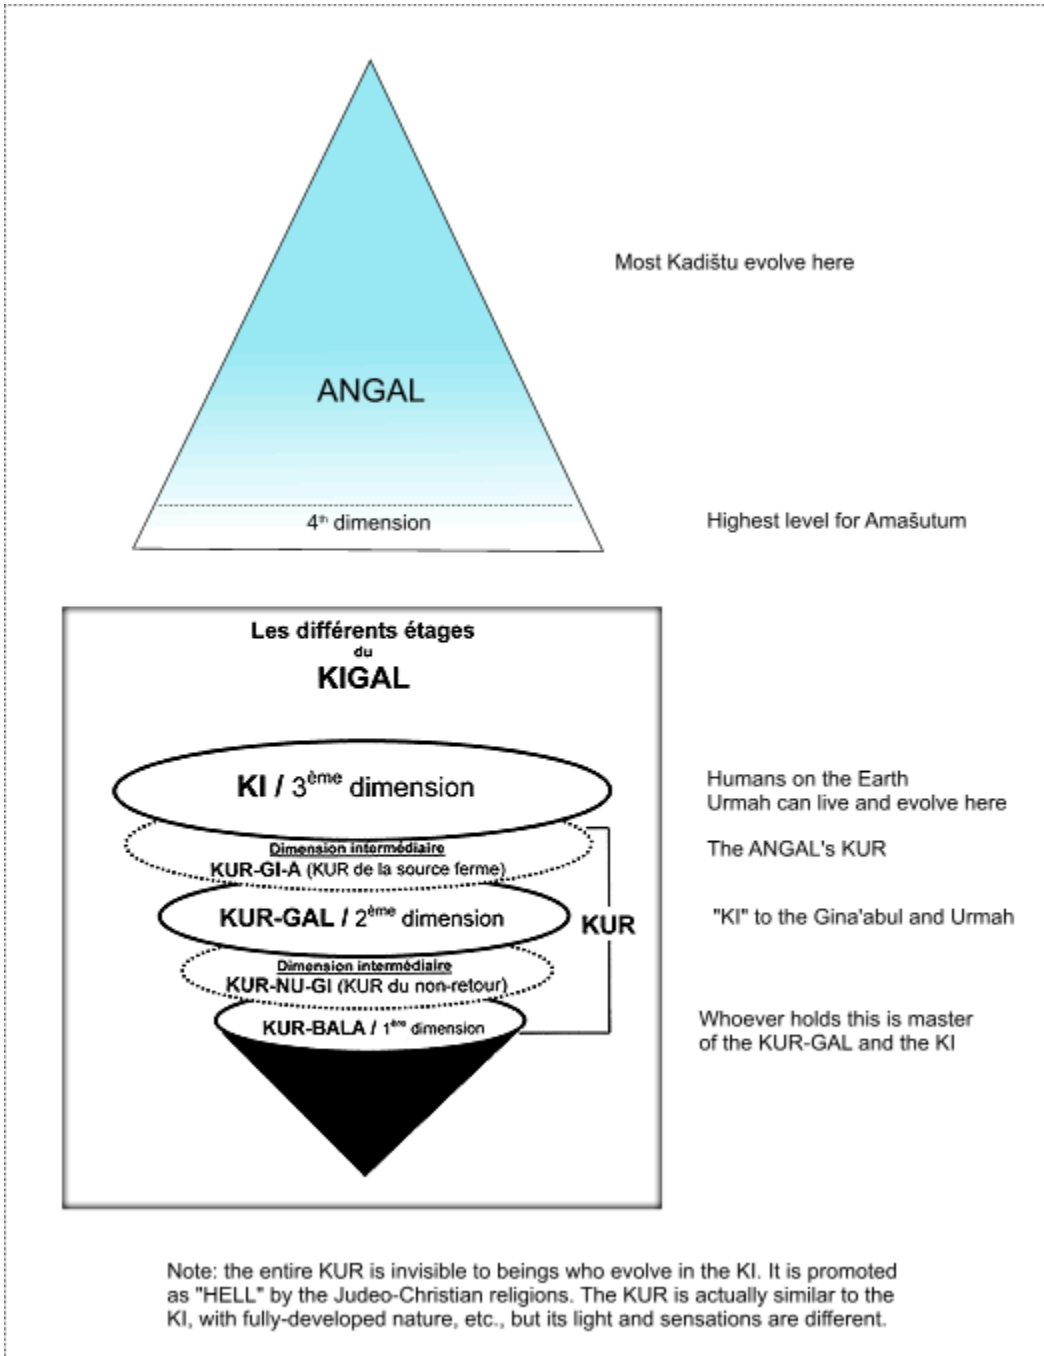 Most Kadištu evolve here
ANGAL
4th dimension
Highest level for Amašutum
Les différents étages
du
KIGAL
KI / 3ème dimension
Humans on the Earth
Urmah can live and evolve here
Dimension intermédiaire
KUR-GI-A (KUR de la source ferme)
The ANGAL's KUR
KUR-GAL / 2ème dimension
KUR
"KI" to the Gina'abul and Urmah
Dimension intermédiaire
KUR-NU-GI (KUR du non-retour)
KUR-BALA / 1ère dimension
Whoever holds this is master
of the KUR-GAL and the KI
Note: the entire KUR is invisible to beings who evolve in the KI. It is promoted
as "HELL" by the Judeo-Christian religions. The KUR is actually similar to the
KI, with fully-developed nature, etc., but its light and sensations are different.